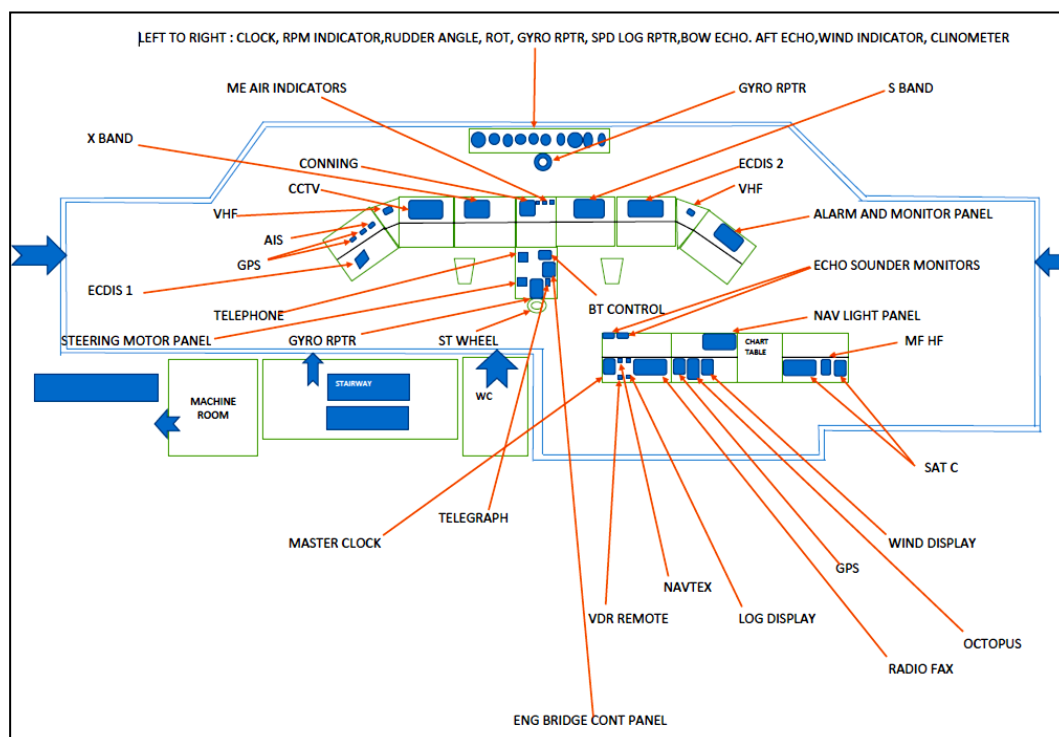 LEFT TO RIGHT : CLOCK, RPM INDICATOR,RUDDER ANGLE, ROT, GYRO RPTR, SPD LOG RPTR,BOW ECHO. AFT ECHO,WIND INDICATOR, CLINOMETER
ME AIR INDICATORS
GYRO RPTR
S BAND
X BAND
CONNING
ECDIS 2
CCTV
VHF
VHF
ALARM AND MONITOR PANEL
AIS
GPS
ECHO SOUNDER MONITORS
ECDIS 1
TELEPHONE
BT CONTROL
NAV LIGHT PANEL
STEERING MOTOR PANEL
GYRO RPTR
ST WHEEL
CHART
TABLE
MF HF
STAIRWAY
MACHINE
ROOM
WC
SAT C
TELEGRAPH
MASTER CLOCK
WIND DISPLAY
GPS
NAVTEX
VDR REMOTE
LOG DISPLAY
OCTOPUS
RADIO FAX
ENG BRIDGE CONT PANEL